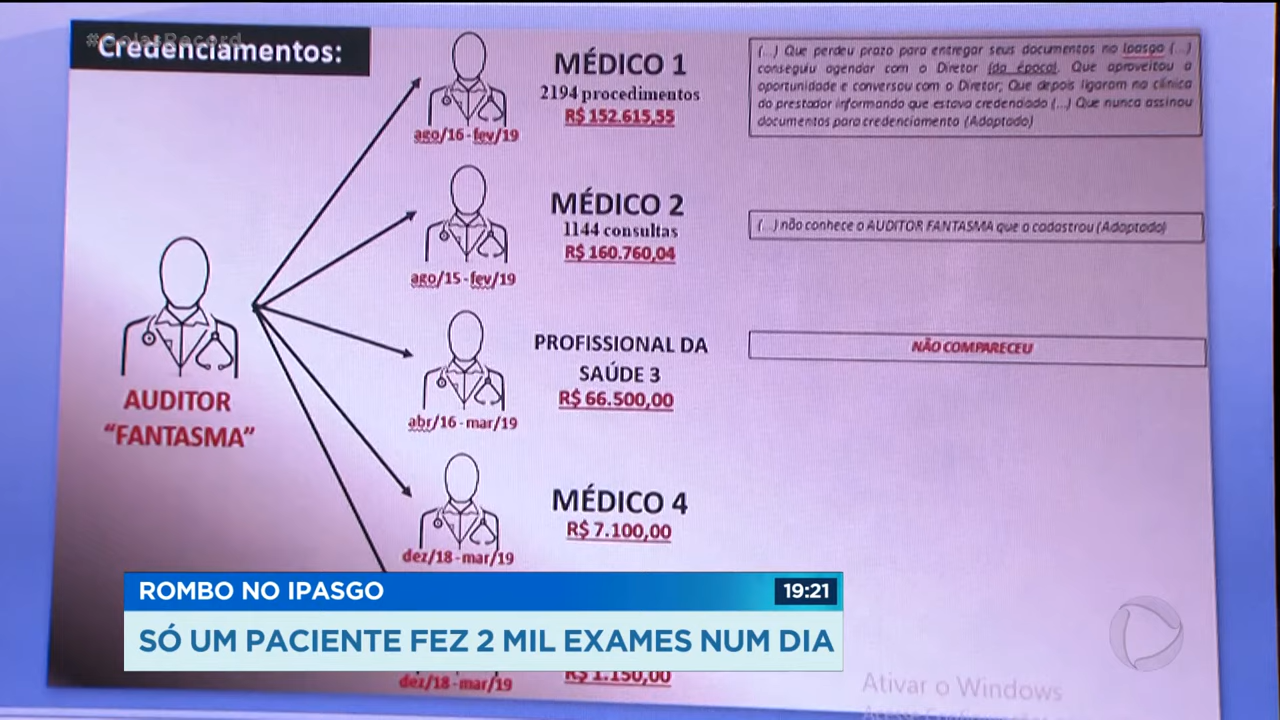 #GoiasRecord
Credenciamentos:
MÉDICO 1
2194 procedimentos
R$ 152.615,55
ago/16 - fev/19
(...) Que perdeu prazo para entregar seus documentos no Ipasgo (...)
conseguiu agendar com o Diretor (da época). Que aproveitou a
oportunidade e conversou com o Diretor; Que depois ligaram na clínica
do prestador informando que estava credenciado (...) Que nunca assinou
documentos para credenciamento (Adaptado)
MÉDICO 2
1144 consultas
R$ 160.760,04
ago/15 - fev/19
(...) não conhece o AUDITOR FANTASMA que o cadastrou (Adaptado)
PROFISSIONAL DA
SAÚDE 3
R$ 66.500,00
abr/16 - mar/19
NÃO COMPARECEU
AUDITOR
“FANTASMA”
MÉDICO 4
R$ 7.100,00
dez/18 - mar/19
ROMBO NO IPASGO
19:21
SÓ UM PACIENTE FEZ 2 MIL EXAMES NUM DIA
dez/18 - mar/19
R$ 1.150,00
Ativar o Windows